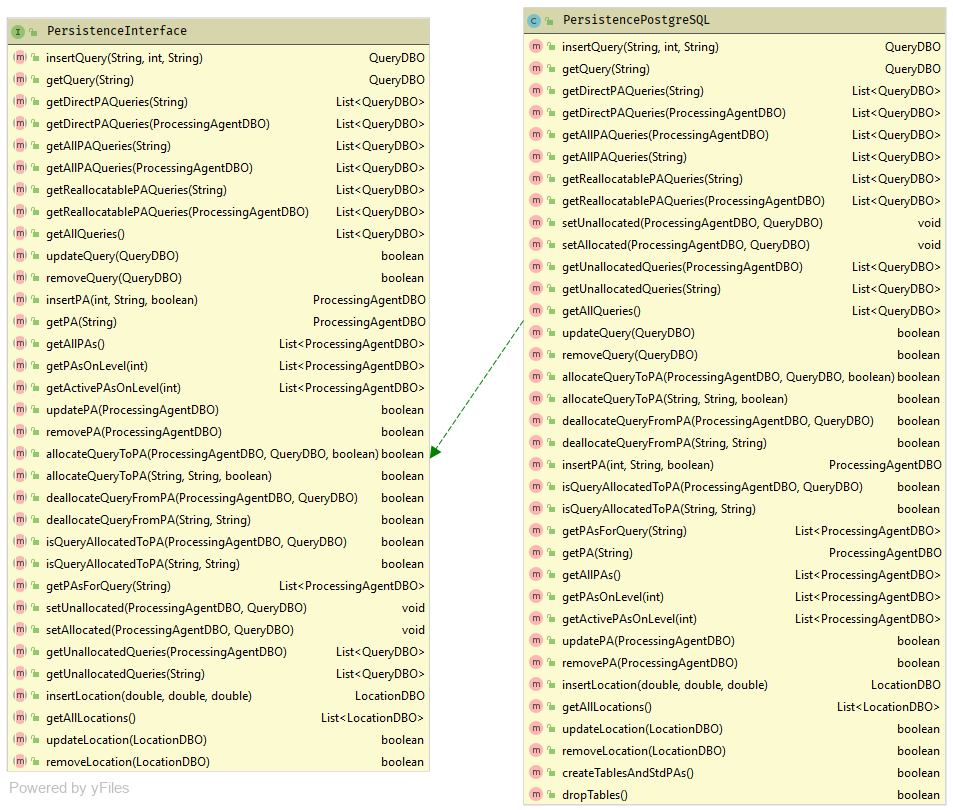 I PersistenceInterface
m insertQuery(String, int, String) QueryDBO
m getQuery(String) QueryDBO
m getDirectPAQueries(String) List<QueryDBO>
m getDirectPAQueries(ProcessingAgentDBO) List<QueryDBO>
m getAllPAQueries(String) List<QueryDBO>
m getAllPAQueries(ProcessingAgentDBO) List<QueryDBO>
m getReallocatablePAQueries(String) List<QueryDBO>
m getReallocatablePAQueries(ProcessingAgentDBO) List<QueryDBO>
m getAllQueries() List<QueryDBO>
m updateQuery(QueryDBO) boolean
m removeQuery(QueryDBO) boolean
m insertPA(int, String, boolean) ProcessingAgentDBO
m getPA(String) ProcessingAgentDBO
m getAllPAs() List<ProcessingAgentDBO>
m getPAsOnLevel(int) List<ProcessingAgentDBO>
m getActivePAsOnLevel(int) List<ProcessingAgentDBO>
m updatePA(ProcessingAgentDBO) boolean
m removePA(ProcessingAgentDBO) boolean
m allocateQueryToPA(ProcessingAgentDBO, QueryDBO, boolean) boolean
m allocateQueryToPA(String, String, boolean) boolean
m deallocateQueryFromPA(ProcessingAgentDBO, QueryDBO) boolean
m deallocateQueryFromPA(String, String) boolean
m isQueryAllocatedToPA(ProcessingAgentDBO, QueryDBO) boolean
m isQueryAllocatedToPA(String, String) boolean
m getPAsForQuery(String) List<ProcessingAgentDBO>
m setUnallocated(ProcessingAgentDBO, QueryDBO) void
m setAllocated(ProcessingAgentDBO, QueryDBO) void
m getUnallocatedQueries(ProcessingAgentDBO) List<QueryDBO>
m getUnallocatedQueries(String) List<QueryDBO>
m insertLocation(double, double, double) LocationDBO
m getAllLocations() List<LocationDBO>
m updateLocation(LocationDBO) boolean
m removeLocation(LocationDBO) boolean
Powered by yFiles
C PersistencePostgreSQL
m insertQuery(String, int, String) QueryDBO
m getQuery(String) QueryDBO
m getDirectPAQueries(String) List<QueryDBO>
m getDirectPAQueries(ProcessingAgentDBO) List<QueryDBO>
m getAllPAQueries(ProcessingAgentDBO) List<QueryDBO>
m getAllPAQueries(String) List<QueryDBO>
m getReallocatablePAQueries(String) List<QueryDBO>
m getReallocatablePAQueries(ProcessingAgentDBO) List<QueryDBO>
m setUnallocated(ProcessingAgentDBO, QueryDBO) void
m setAllocated(ProcessingAgentDBO, QueryDBO) void
m getUnallocatedQueries(ProcessingAgentDBO) List<QueryDBO>
m getUnallocatedQueries(String) List<QueryDBO>
m getAllQueries() List<QueryDBO>
m updateQuery(QueryDBO) boolean
m removeQuery(QueryDBO) boolean
m allocateQueryToPA(ProcessingAgentDBO, QueryDBO, boolean) boolean
m allocateQueryToPA(String, String, boolean) boolean
m deallocateQueryFromPA(ProcessingAgentDBO, QueryDBO) boolean
m deallocateQueryFromPA(String, String) boolean
m insertPA(int, String, boolean) ProcessingAgentDBO
m isQueryAllocatedToPA(ProcessingAgentDBO, QueryDBO) boolean
m isQueryAllocatedToPA(String, String) boolean
m getPAsForQuery(String) List<ProcessingAgentDBO>
m getPA(String) ProcessingAgentDBO
m getAllPAs() List<ProcessingAgentDBO>
m getPAsOnLevel(int) List<ProcessingAgentDBO>
m getActivePAsOnLevel(int) List<ProcessingAgentDBO>
m updatePA(ProcessingAgentDBO) boolean
m removePA(ProcessingAgentDBO) boolean
m insertLocation(double, double, double) LocationDBO
m getAllLocations() List<LocationDBO>
m updateLocation(LocationDBO) boolean
m removeLocation(LocationDBO) boolean
m createTablesAndStdPAs() boolean
m dropTables() boolean